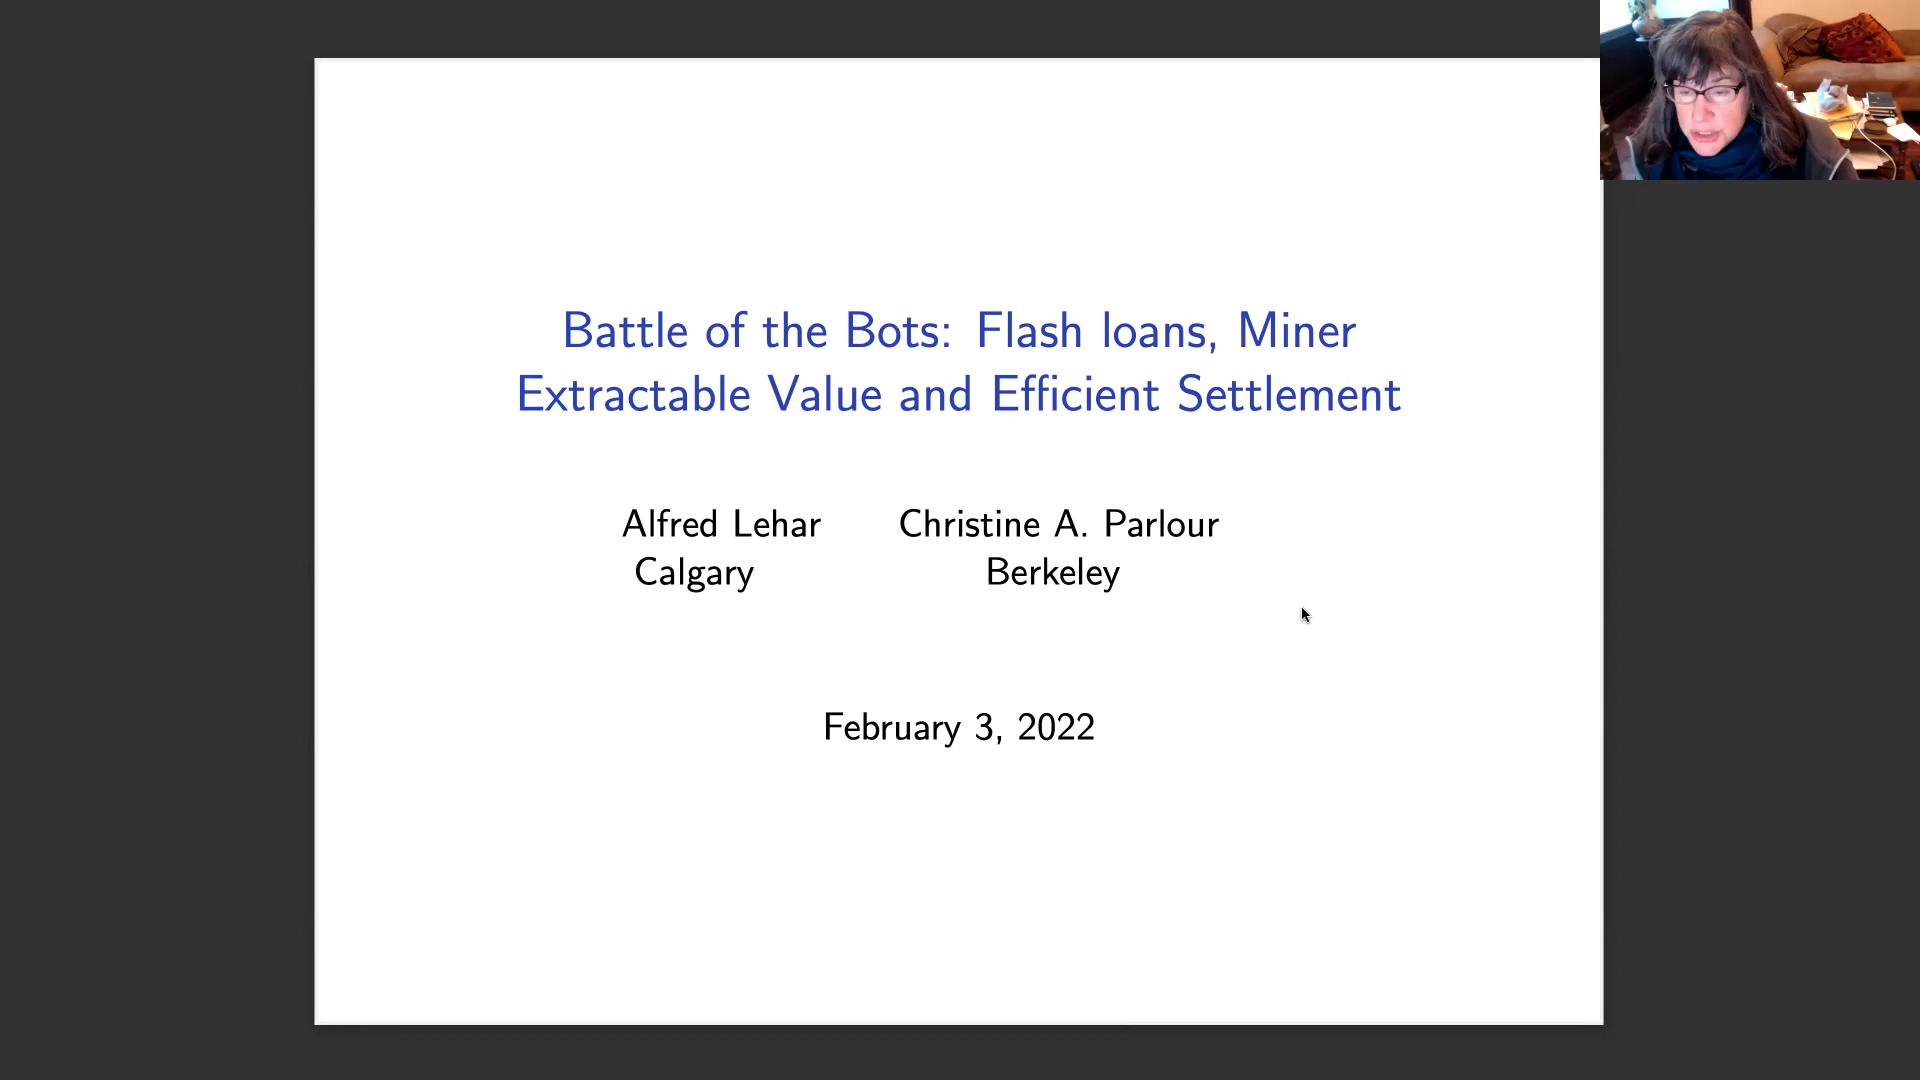 Battle of the Bots: Flash loans, Miner
Extractable Value and Efficient Settlement
Alfred Lehar Christine A. Parlour
Calgary Berkeley
February 3, 2022